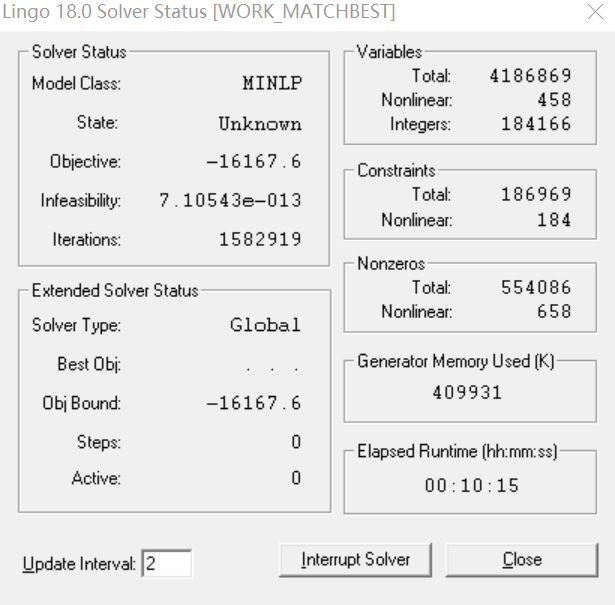 Lingo 18.0 Solver Status [WORK_MATCHBEST]
Solver Status
Model Class: MINLP
State: Unknown
Objective: -16167.6
Infeasibility: 7.10543e-013
Iterations: 1582919
Extended Solver Status
Solver Type: Global
Best Obj: . . .
Obj Bound: -16167.6
Steps: 0
Active: 0
Variables
Total: 4186869
Nonlinear: 458
Integers: 184166
Constraints
Total: 186969
Nonlinear: 184
Nonzeros
Total: 554086
Nonlinear: 658
Generator Memory Used (K)
409931
Elapsed Runtime (hh:mm:ss)
00:10:15
Update Interval: 2
Interrupt Solver
Close